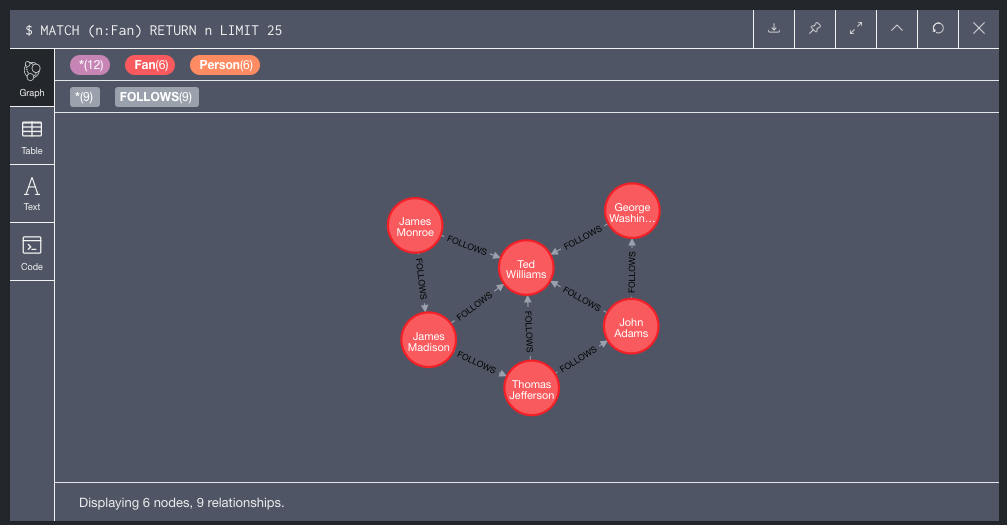 $ MATCH (n:Fan) RETURN n LIMIT 25
*(12) Fan(6) Person(6)
*(9) FOLLOWS(9)
Graph
Table
Text
Code
James
Monroe
George
Washin...
Ted
Williams
James
Madison
John
Adams
Thomas
Jefferson
FOLLOWS
FOLLOWS
FOLLOWS
FOLLOWS
FOLLOWS
FOLLOWS
FOLLOWS
FOLLOWS
FOLLOWS
Displaying 6 nodes, 9 relationships.